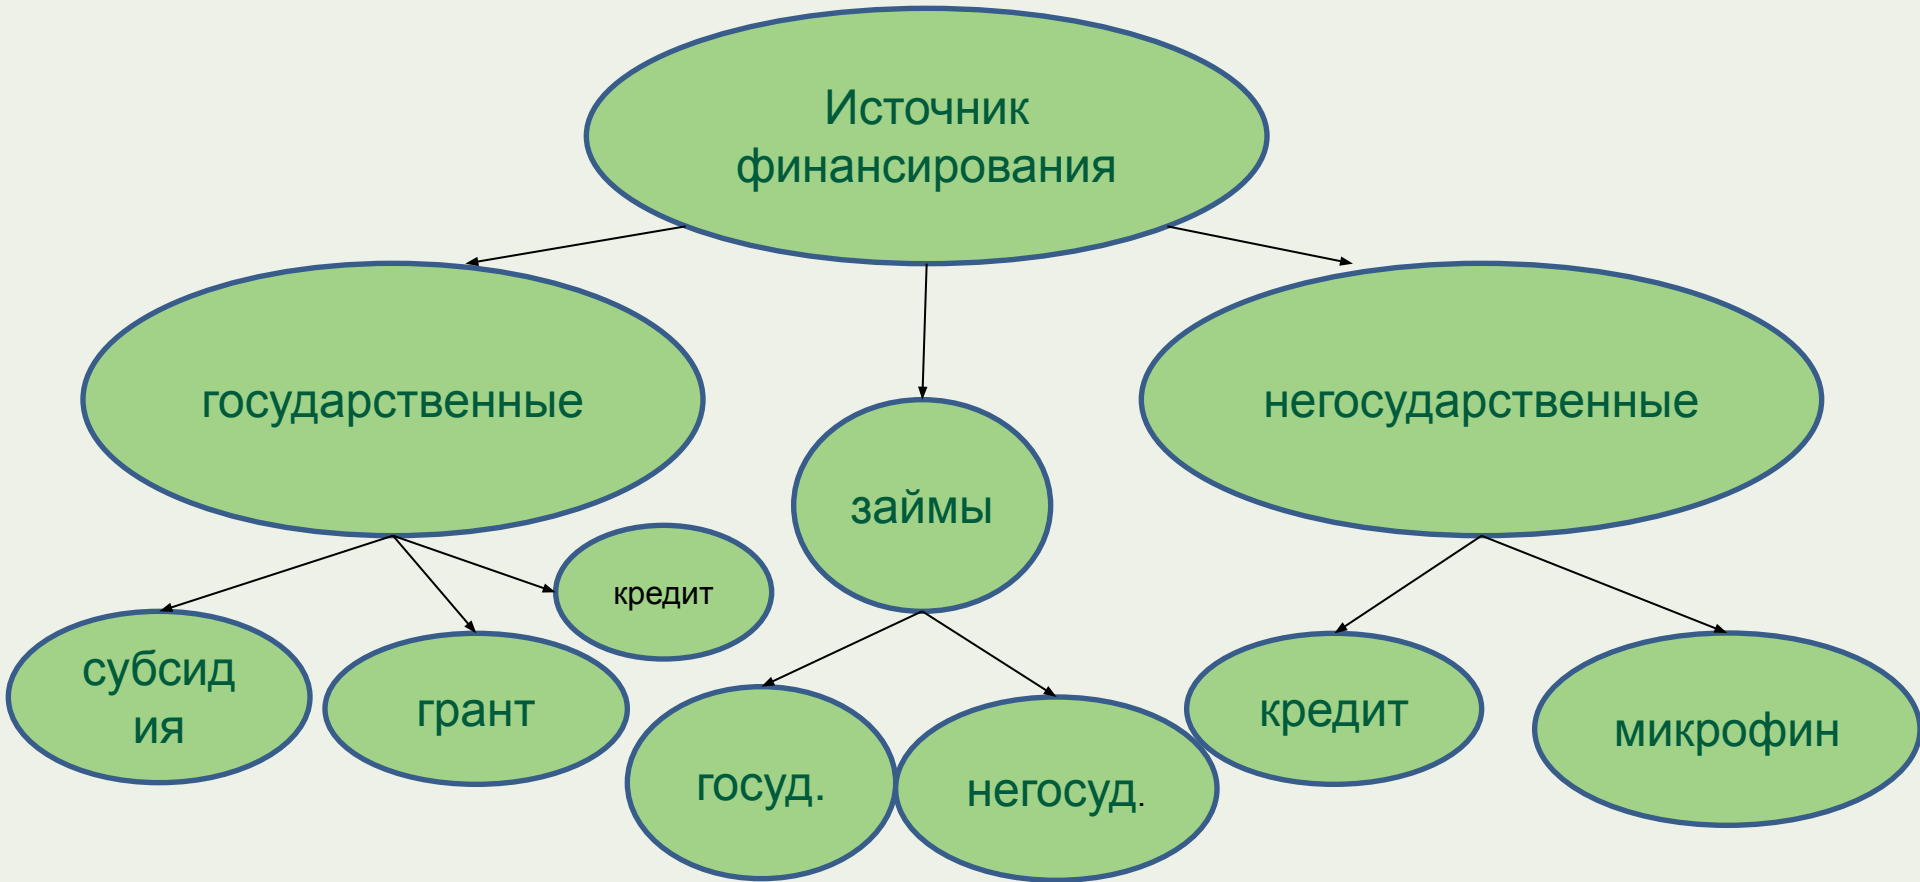 Источник
финансирования
государственные
негосударственные
займы
кредит
субсид
ия
грант
госуд.
негосуд.
кредит
микрофин